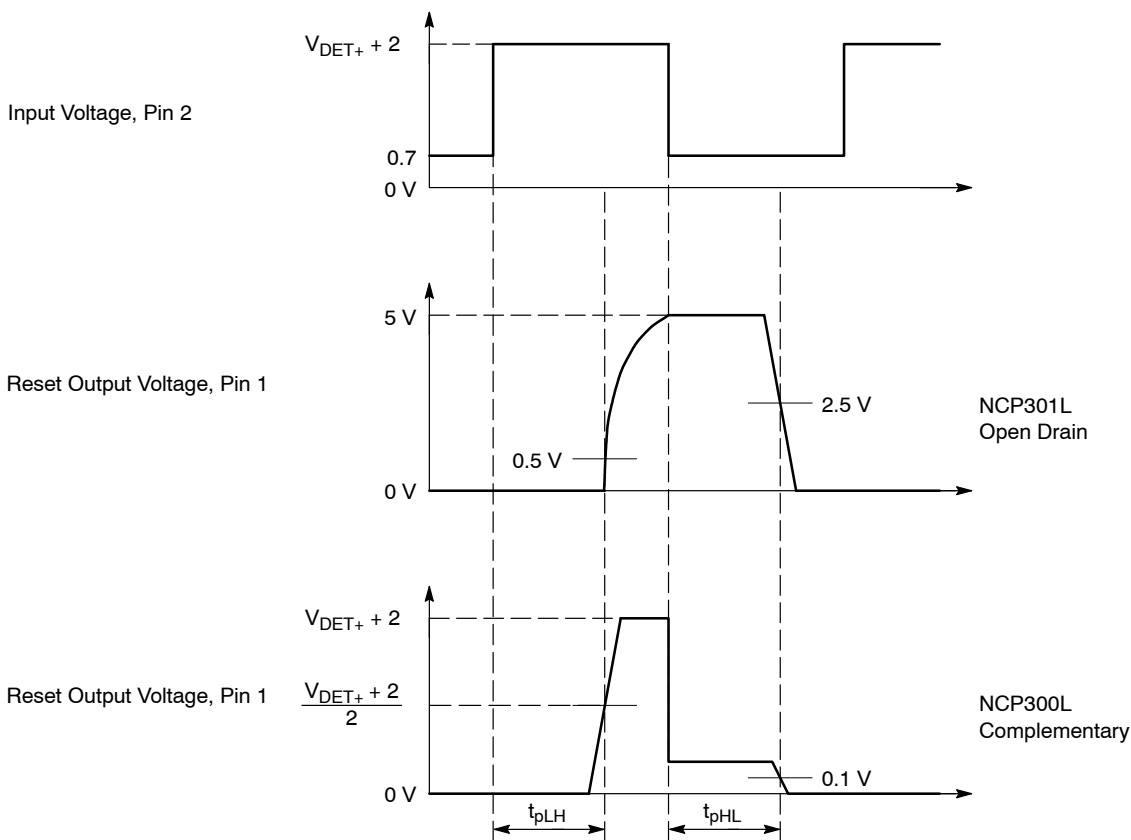 V_DET+ + 2
Input Voltage, Pin 2
0.7
0 V
5 V
Reset Output Voltage, Pin 1
2.5 V
NCP301L
Open Drain
0.5 V
0 V
V_DET+ + 2
Reset Output Voltage, Pin 1
V_DET+ + 2
2
NCP300L
Complementary
0.1 V
0 V
t_pLH
t_pHL